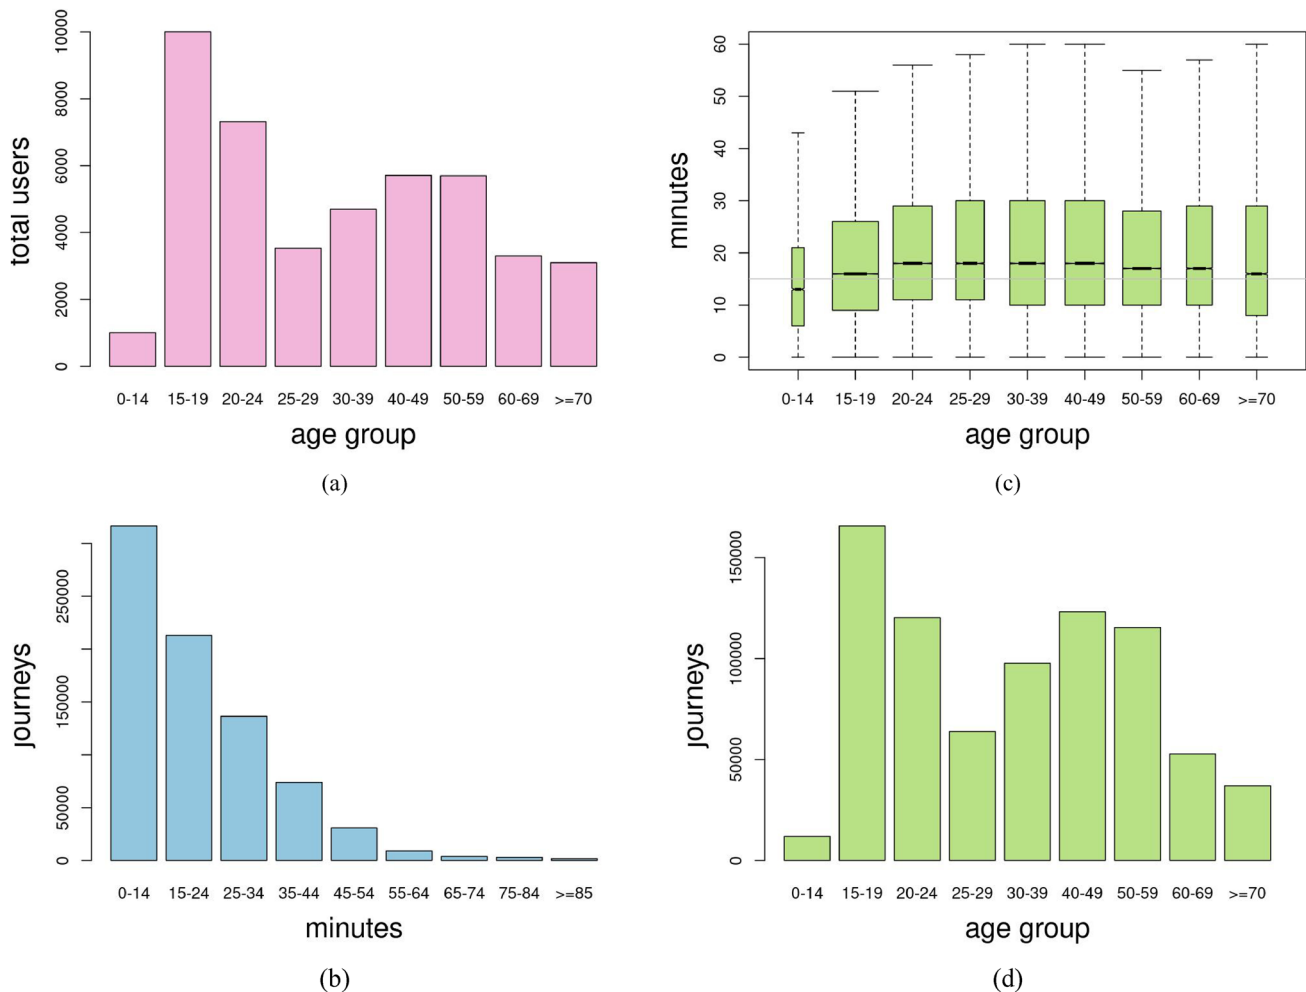 total users
10000
8000
6000
4000
2000
0
0-14 15-19 20-24 25-29 30-39 40-49 50-59 60-69 >=70
age group
(a)
minutes
60
50
40
30
20
10
0
0-14 15-19 20-24 25-29 30-39 40-49 50-59 60-69 >=70
age group
(c)
journeys
250000
150000
50000
0
0-14 15-24 25-34 35-44 45-54 55-64 65-74 75-84 >=85
minutes
(b)
journeys
150000
100000
50000
0
0-14 15-19 20-24 25-29 30-39 40-49 50-59 60-69 >=70
age group
(d)